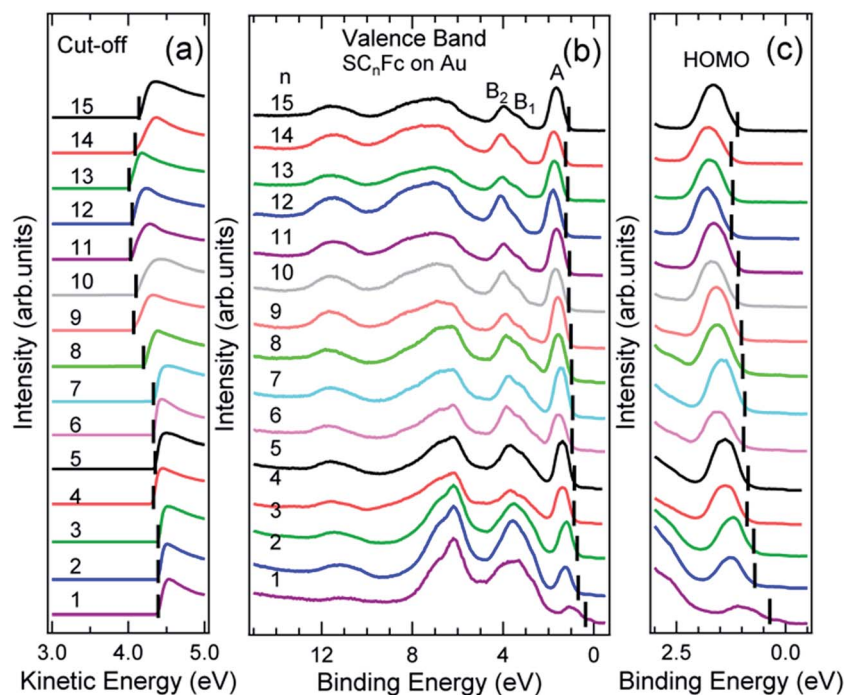 Cut-off
(a)
15
14
13
12
11
10
9
8
7
6
5
4
3
2
1
Intensity (arb.units)
3.0
4.0
5.0
Kinetic Energy (eV)
Valence Band
(b)
SCnFc on Au
n
B2
B1
A
15
14
13
12
11
10
9
8
7
6
5
4
3
2
1
Intensity (arb.units)
12
8
4
0
Binding Energy (eV)
(c)
HOMO
Intensity (arb.units)
2.5
0.0
Binding Energy (eV)